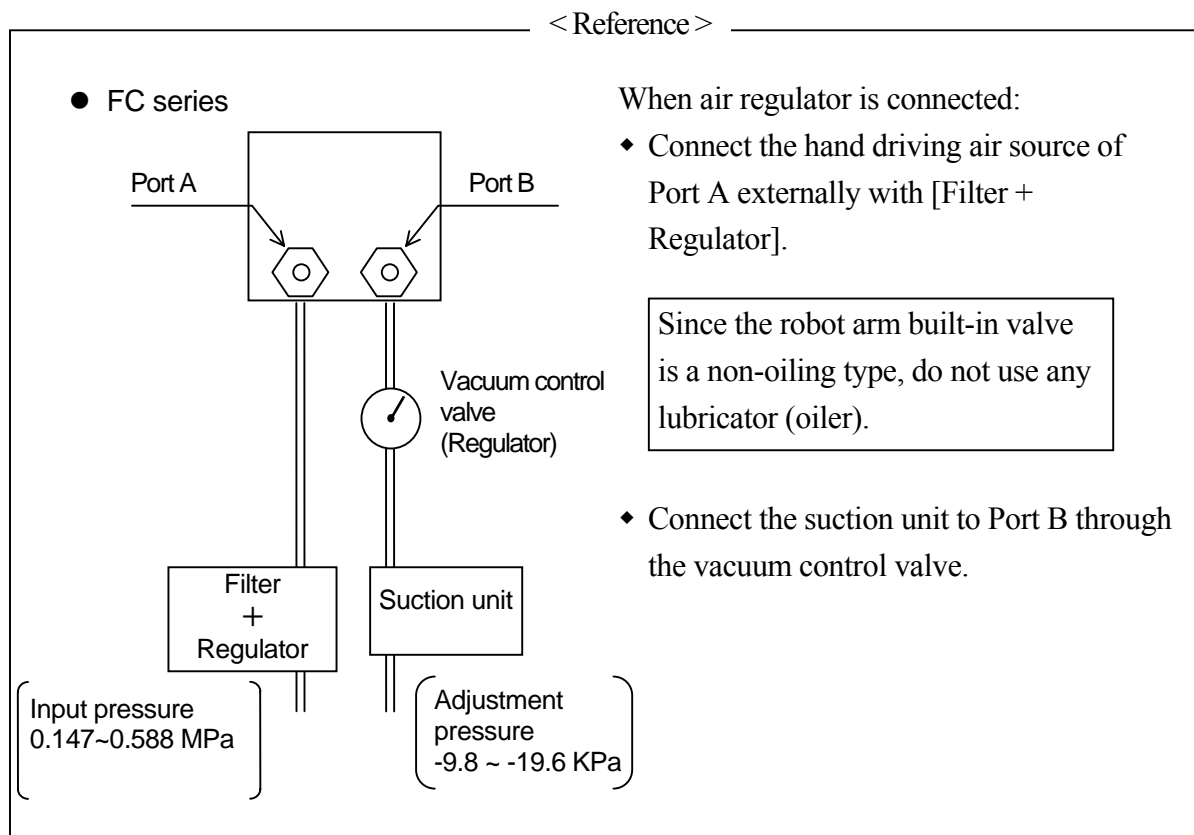 < Reference >
● FC series
Port A
Port B
Vacuum control
valve
(Regulator)
Filter
+
Regulator
Suction unit
Input pressure
0.147~0.588 MPa
Adjustment
pressure
-9.8 ~ -19.6 KPa
When air regulator is connected:
◆ Connect the hand driving air source of
Port A externally with [Filter +
Regulator].
Since the robot arm built-in valve
is a non-oiling type, do not use any
lubricator (oiler).
◆ Connect the suction unit to Port B through
the vacuum control valve.